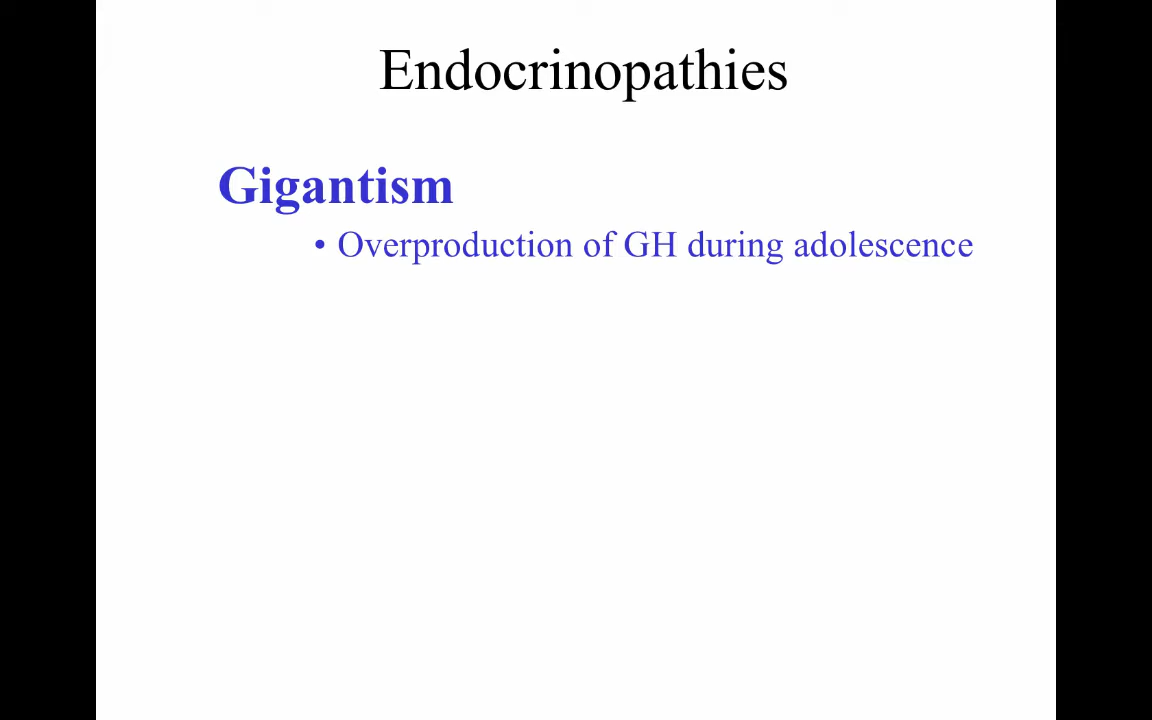 Endocrinopathies
Gigantism
• Overproduction of GH during adolescence